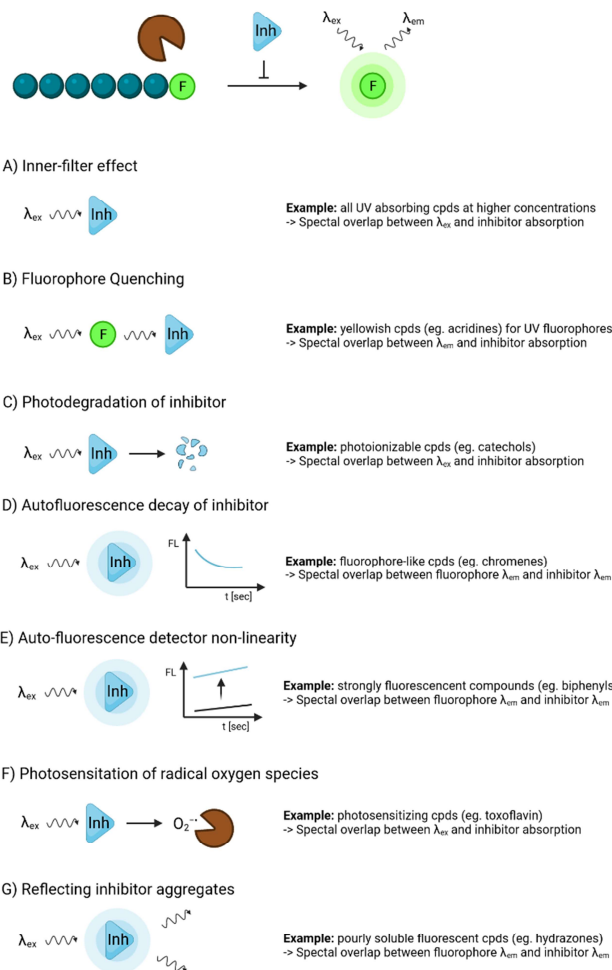 Inh
λex
λem
F
F
A) Inner-filter effect
λex
Inh
Example: all UV absorbing cpds at higher concentrations
-> Spectal overlap between λex and inhibitor absorption
B) Fluorophore Quenching
λex
F
Inh
Example: yellowish cpds (eg. acridines) for UV fluorophores
-> Spectal overlap between λem and inhibitor absorption
C) Photodegradation of inhibitor
λex
Inh
Example: photoionizable cpds (eg. catechols)
-> Spectal overlap between λex and inhibitor absorption
D) Autofluorescence decay of inhibitor
λex
Inh
FL
t [sec]
Example: fluorophore-like cpds (eg. chromenes)
-> Spectal overlap between fluorophore λem and inhibitor λem
E) Auto-fluorescence detector non-linearity
λex
Inh
FL
t [sec]
Example: strongly fluorescencent compounds (eg. biphenyls
-> Spectal overlap between fluorophore λem and inhibitor λem
F) Photosensitation of radical oxygen species
λex
Inh
O2⁻·
Example: photosensitizing cpds (eg. toxoflavin)
-> Spectal overlap between λex and inhibitor absorption
G) Reflecting inhibitor aggregates
λex
Inh
Example: pourly soluble fluorescent cpds (eg. hydrazones)
-> Spectal overlap between fluorophore λem and inhibitor λem